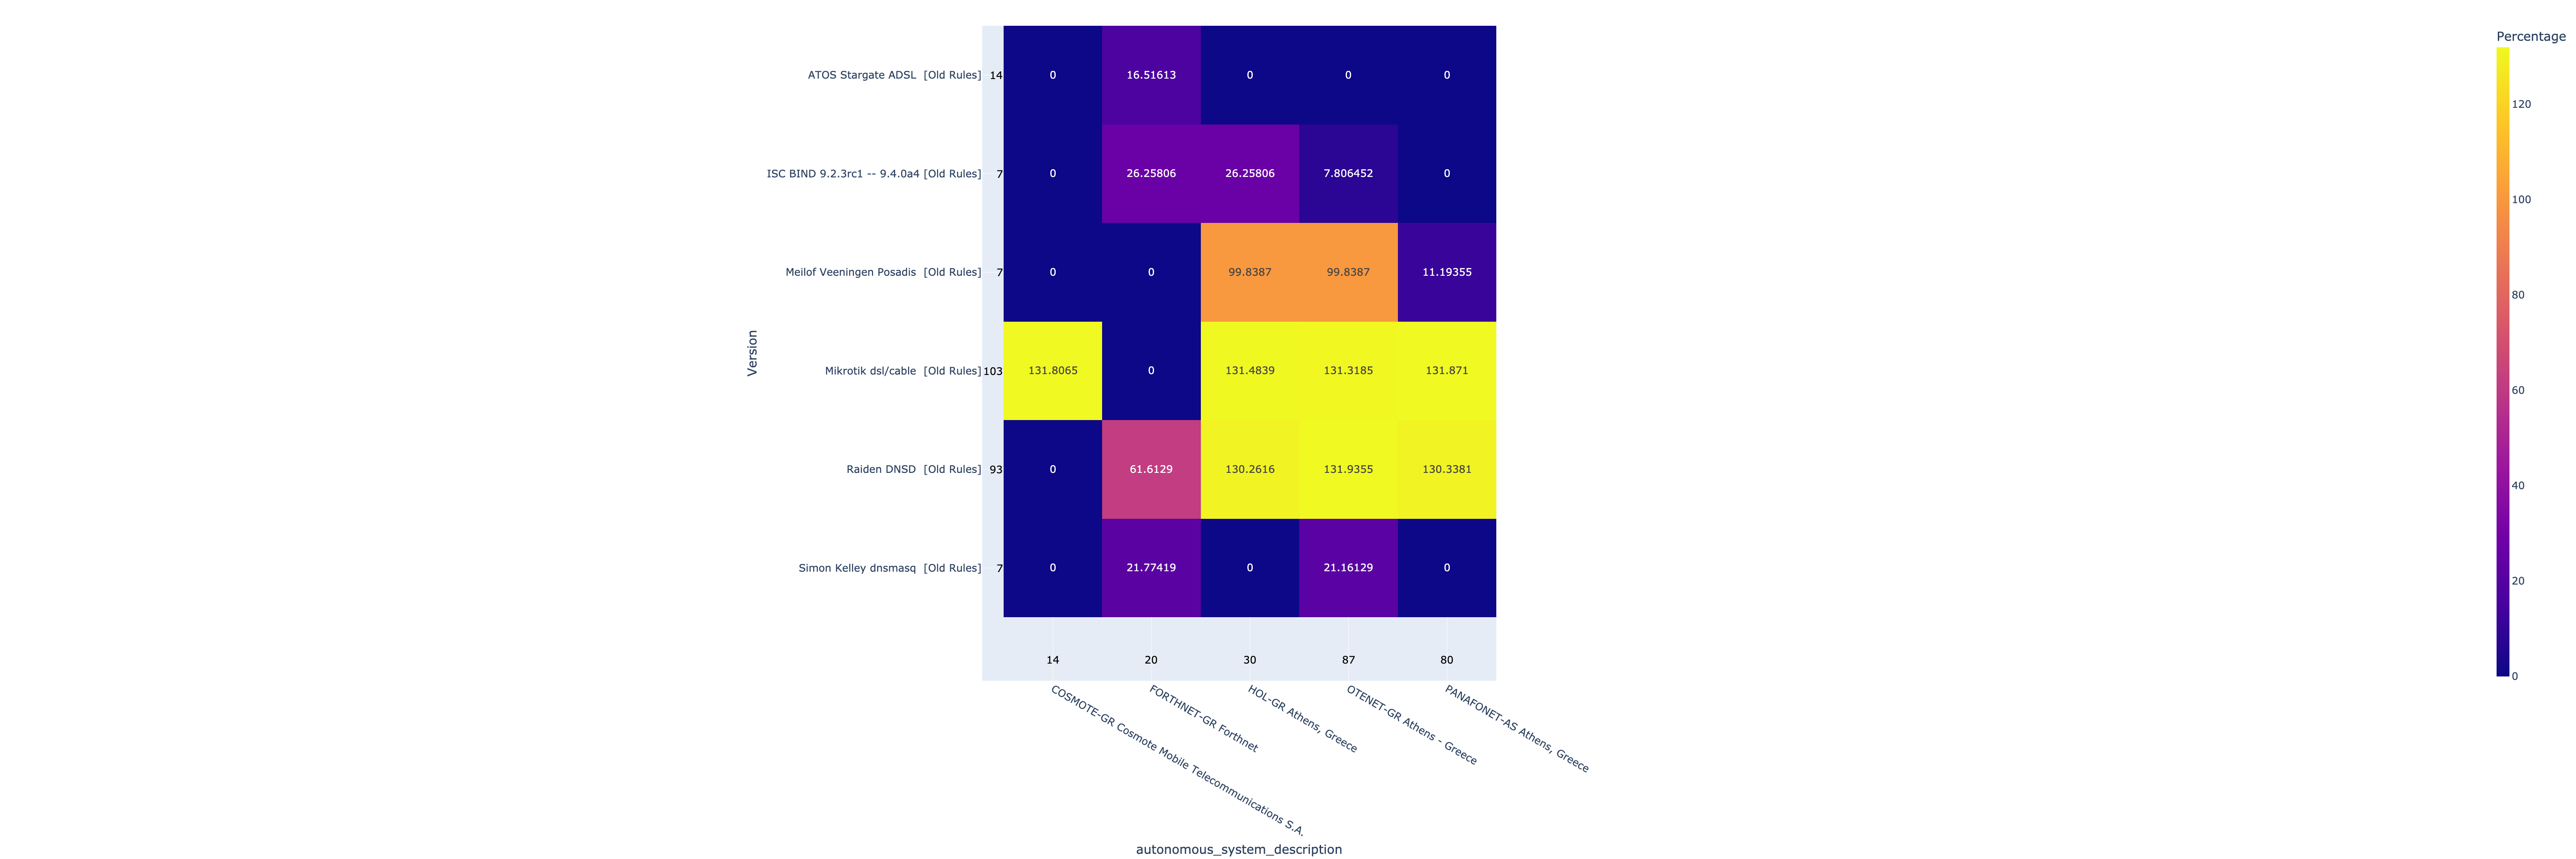 Percentage
ATOS Stargate ADSL  [Old Rules] 14 0 16.51613 0 0 0
120
ISC BIND 9.2.3rc1 -- 9.4.0a4 [Old Rules] 7 0 26.25806 26.25806 7.806452 0
100
Meilof Veeningen Posadis  [Old Rules] 7 0 0 99.8387 99.8387 11.19355
80
Version
Mikrotik dsl/cable  [Old Rules] 103 131.8065 0 131.4839 131.3185 131.871
60
Raiden DNSD  [Old Rules] 93 0 61.6129 130.2616 131.9355 130.3381
40
Simon Kelley dnsmasq  [Old Rules] 7 0 21.77419 0 21.16129 0
20
0
14 20 30 87 80
COSMOTE-GR Cosmote Mobile Telecommunications S.A.
FORTHNET-GR Forthnet
HOL-GR Athens, Greece
OTENET-GR Athens - Greece
PANAFONET-AS Athens, Greece
autonomous_system_description